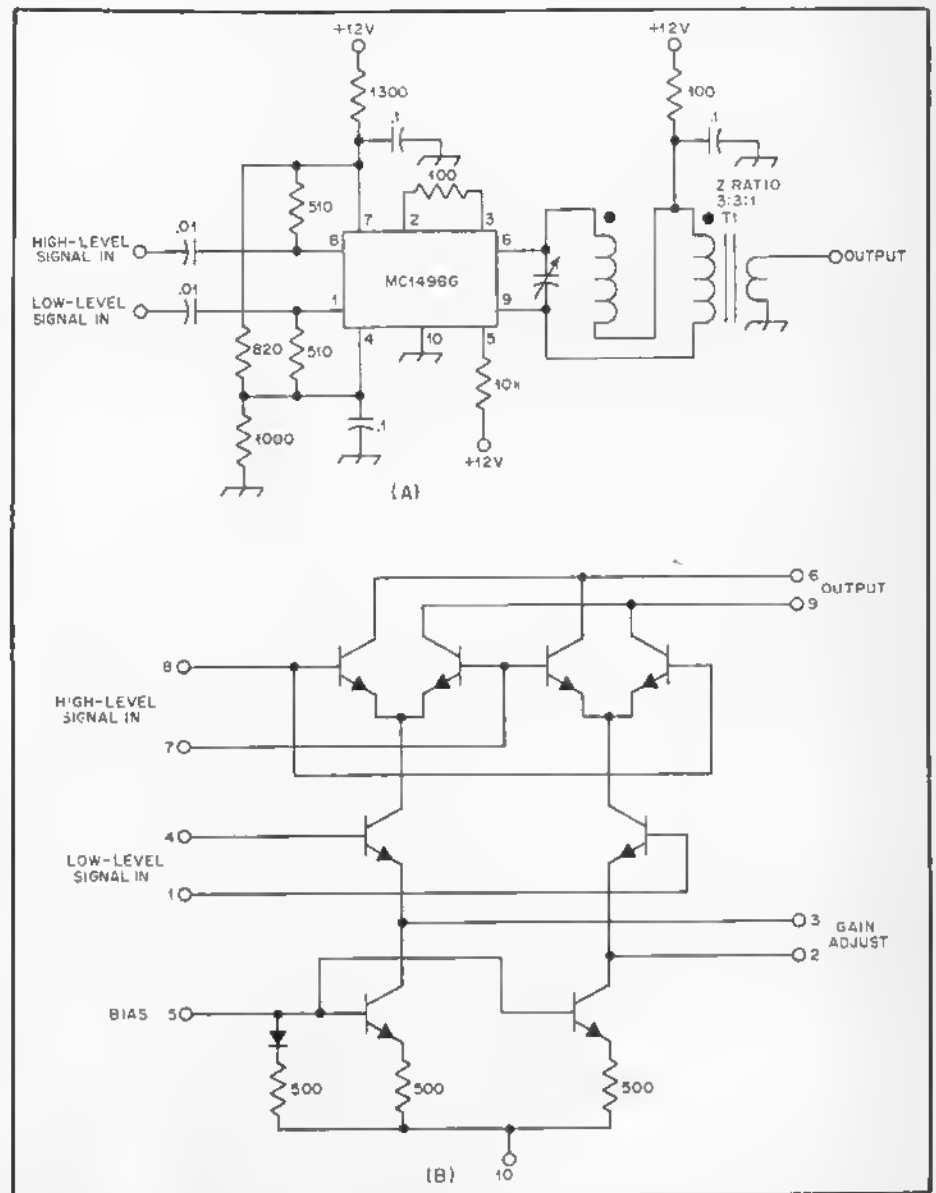 +12V +12V
1300 100
.1 .1
100
Z RATIO
3:3:1
T1
510
7 2 3
.01
HIGH-LEVEL
SIGNAL IN
8 6
OUTPUT
MC1496G
LOW-LEVEL
SIGNAL IN
.01
1 9
4 10 5
820 510
10K
.1
1000
+12V
(A)
6
OUTPUT
9
8
HIGH-LEVEL
SIGNAL IN
7
4
LOW-LEVEL
SIGNAL IN
1
3
GAIN
ADJUST
2
BIAS 5
500 500 500
(B) 10